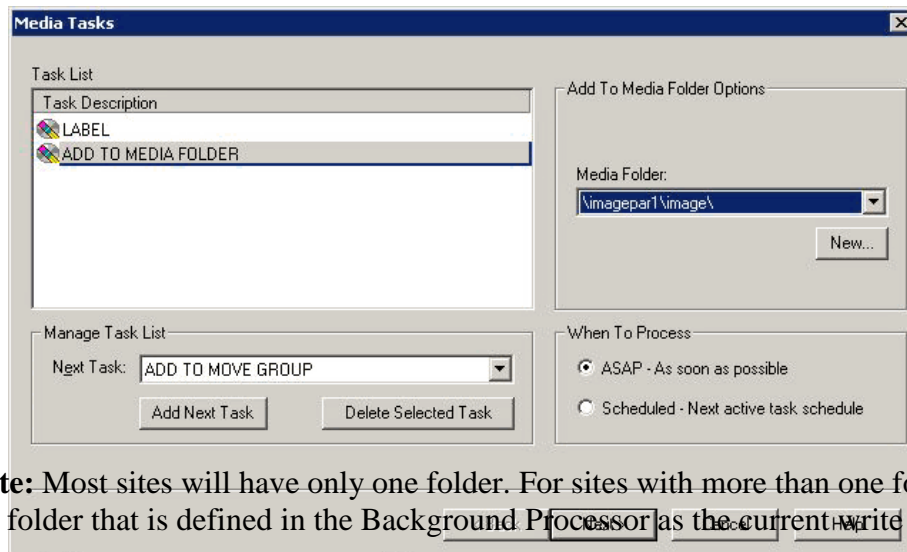 Media Tasks
Task List
Task Description
LABEL
ADD TO MEDIA FOLDER
Add To Media Folder Options
Media Folder:
\imagepar1\image\
New...
Manage Task List
Next Task: ADD TO MOVE GROUP
Add Next Task Delete Selected Task
When To Process
ASAP - As soon as possible
Scheduled - Next active task schedule
te: Most sites will have only one folder. For sites with more than one fo
folder that is defined in the Background Processor as the current write
Next > Cancel Help